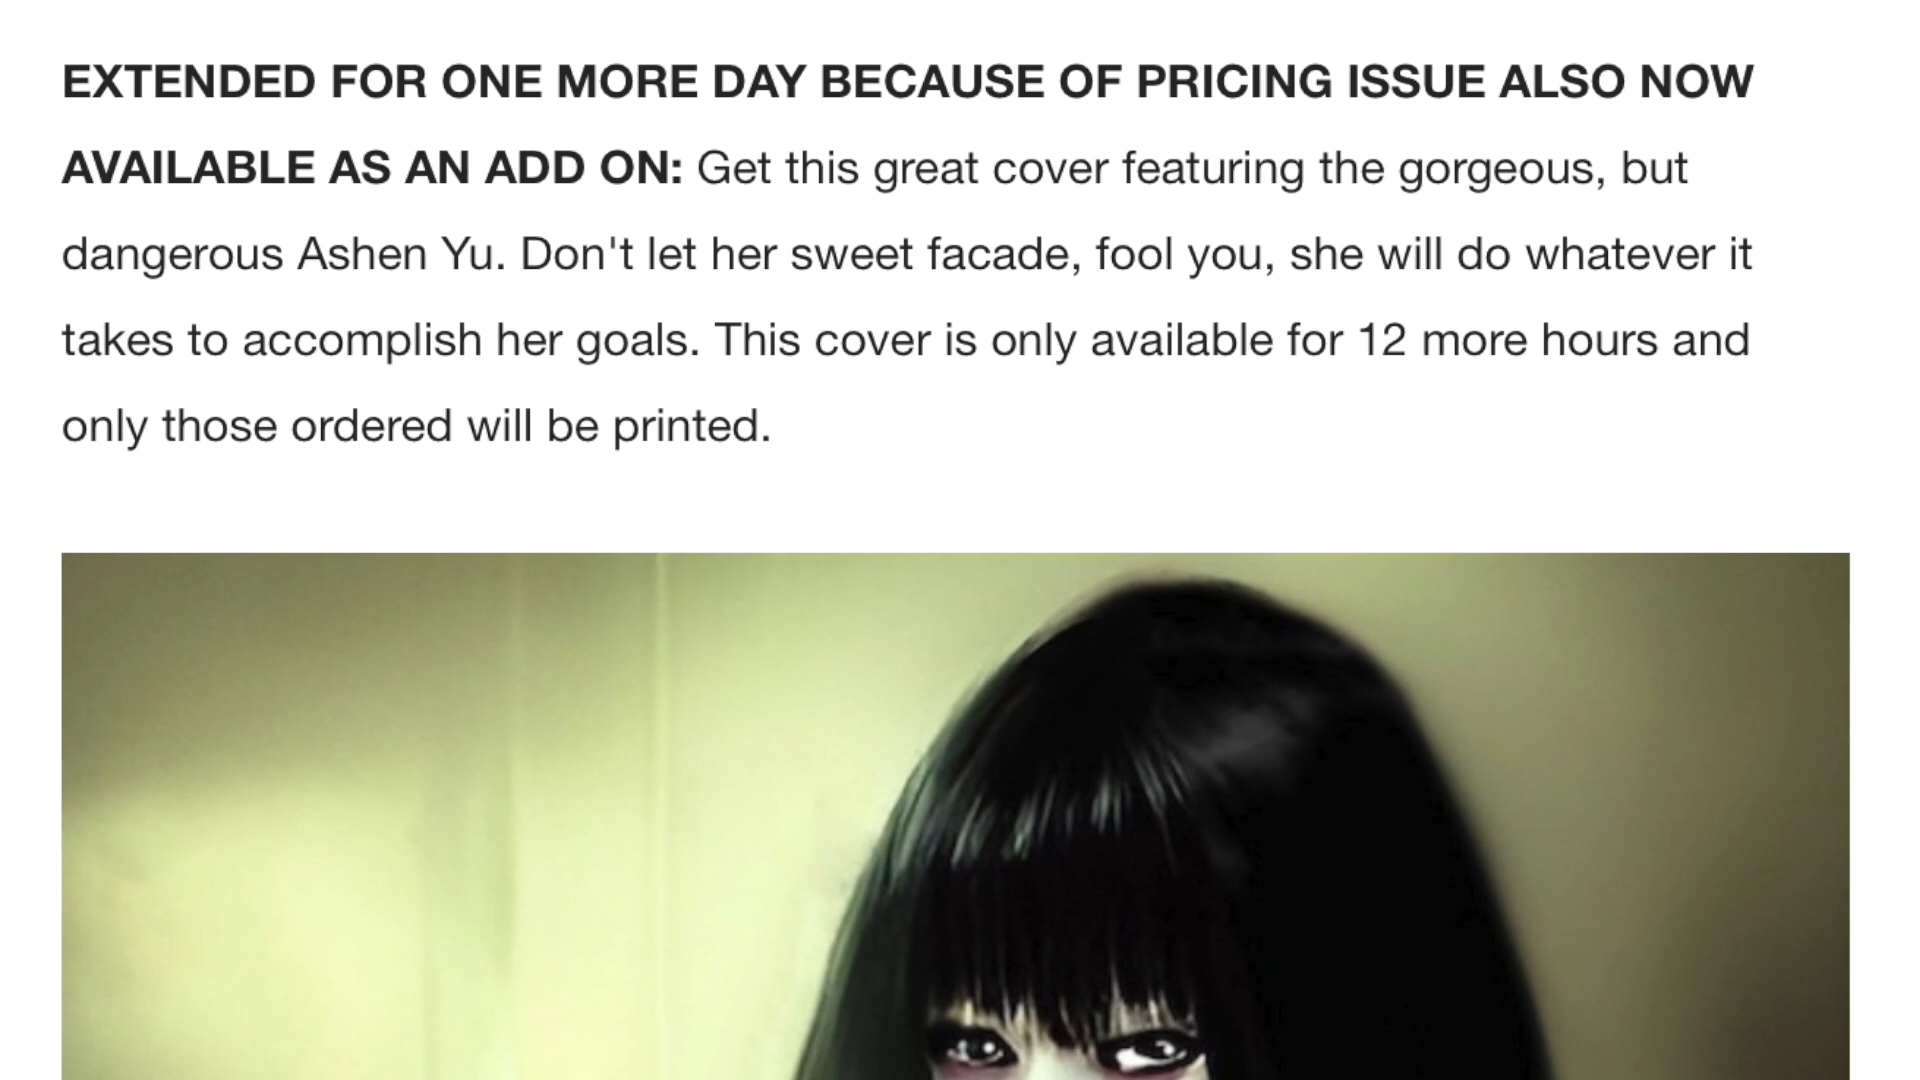 EXTENDED FOR ONE MORE DAY BECAUSE OF PRICING ISSUE ALSO NOW
AVAILABLE AS AN ADD ON: Get this great cover featuring the gorgeous, but
dangerous Ashen Yu. Don't let her sweet facade, fool you, she will do whatever it
takes to accomplish her goals. This cover is only available for 12 more hours and
only those ordered will be printed.